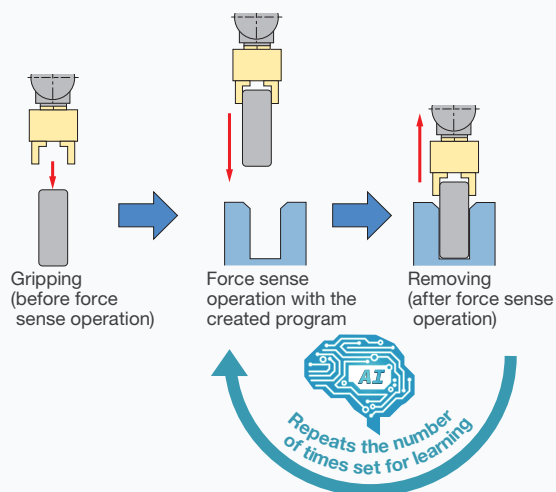 Gripping
(before force
sense operation)
Force sense
operation with the
created program
Removing
(after force sense
operation)
AI
Repeats the number
of times set for learning